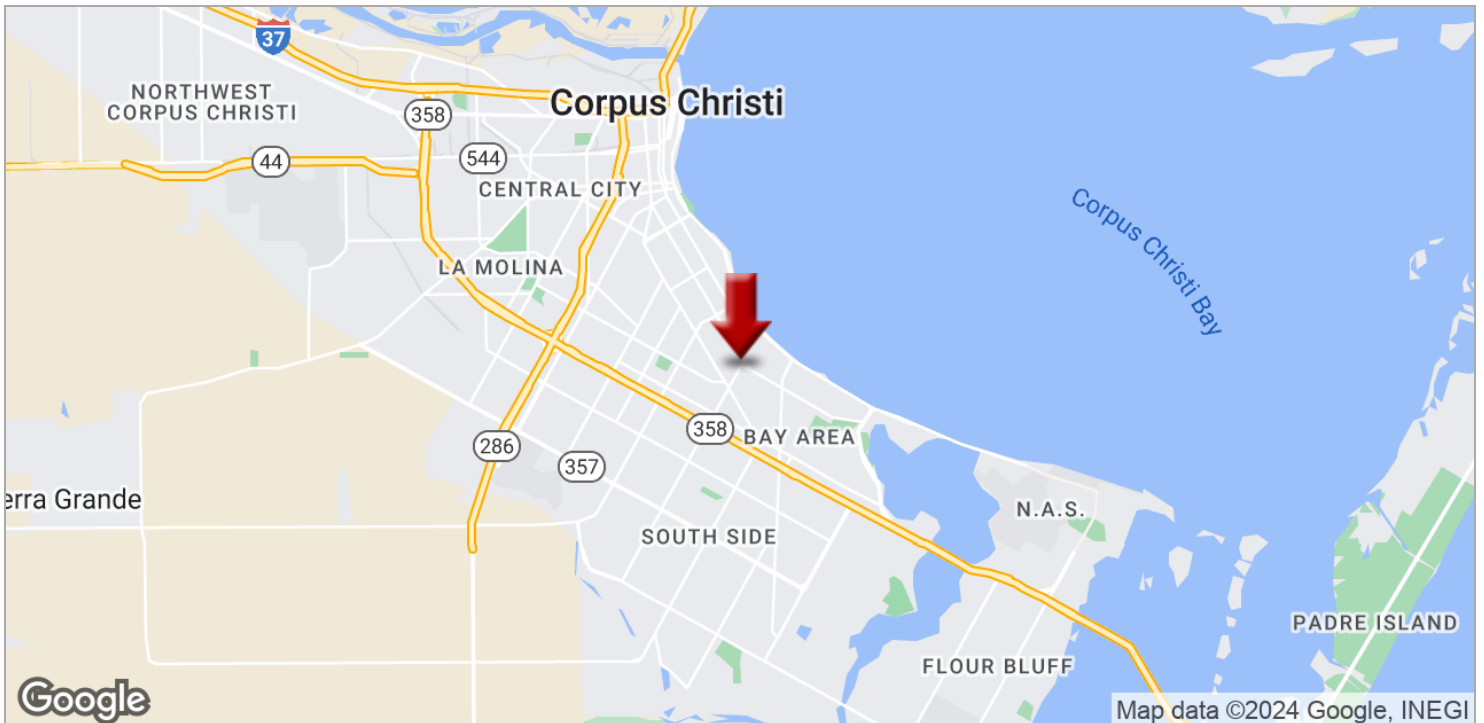 37
NORTHWEST
CORPUS CHRISTI
Corpus Christi
358
44
544
CENTRAL CITY
Corpus Christi Bay
LA MOLINA
358
BAY AREA
286
357
erra Grande
N.A.S.
SOUTH SIDE
PADRE ISLAND
FLOUR BLUFF
Google
Map data ©2024 Google, INEGI